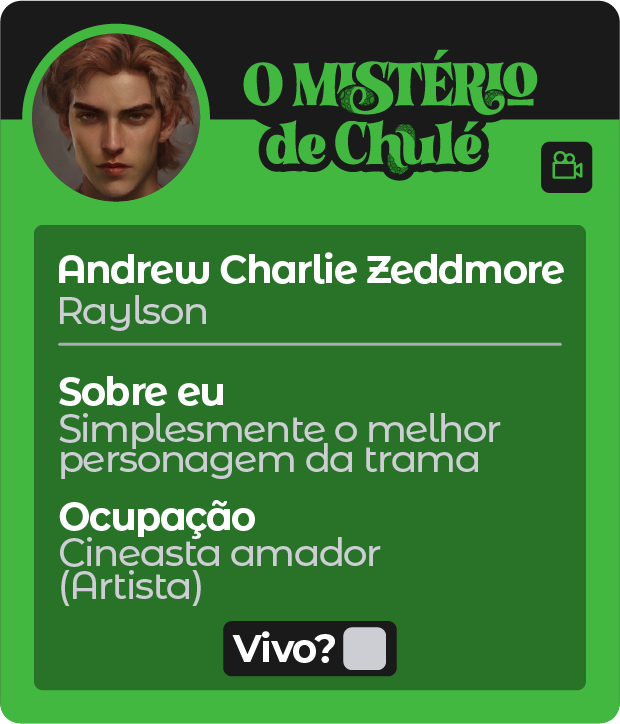 O MISTÉRIO
de Chulé
Andrew Charlie Zeddmore
Raylson
Sobre eu
Simplesmente o melhor
personagem da trama
Ocupação
Cineasta amador
(Artista)
Vivo?